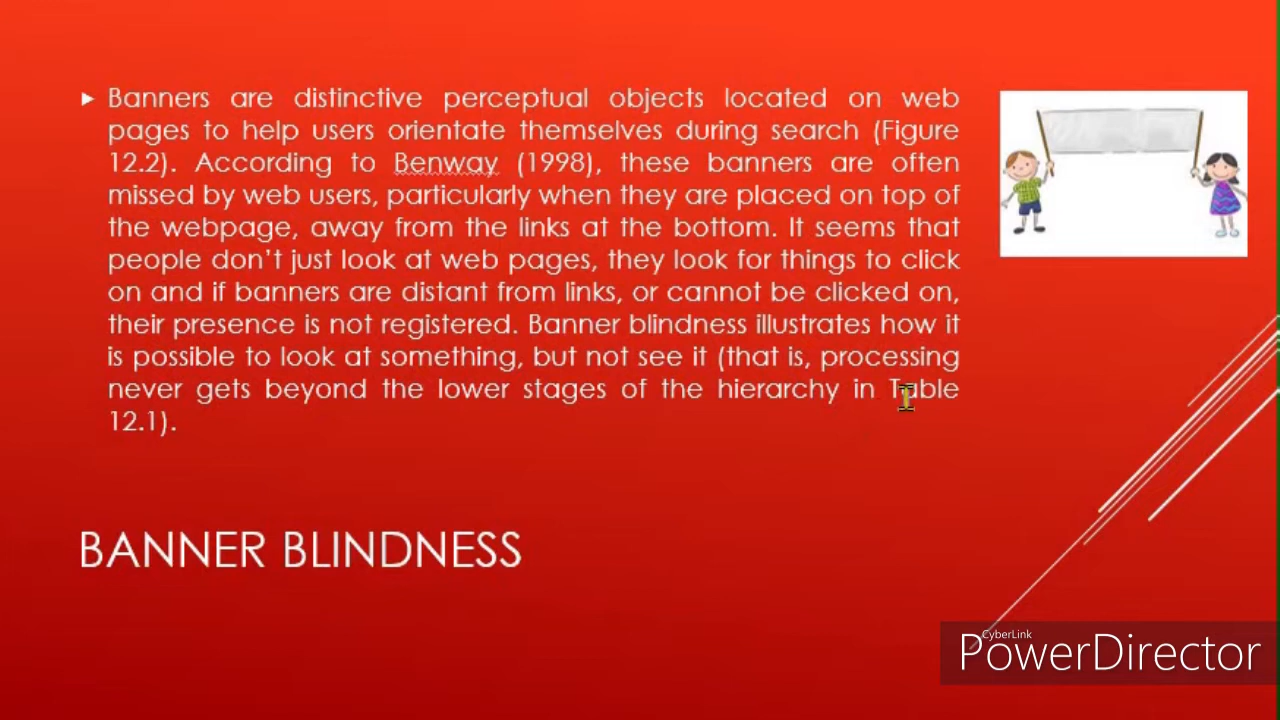 Banners are distinctive perceptual objects located on web
pages to help users orientate themselves during search (Figure
12.2). According to Benway (1998), these banners are often
missed by web users, particularly when they are placed on top of
the webpage, away from the links at the bottom. It seems that
people don't just look at web pages, they look for things to click
on and if banners are distant from links, or cannot be clicked on,
their presence is not registered. Banner blindness illustrates how it
is possible to look at something, but not see it (that is, processing
never gets beyond the lower stages of the hierarchy in Table
12.1).
BANNER BLINDNESS
CyberLink
PowerDirector